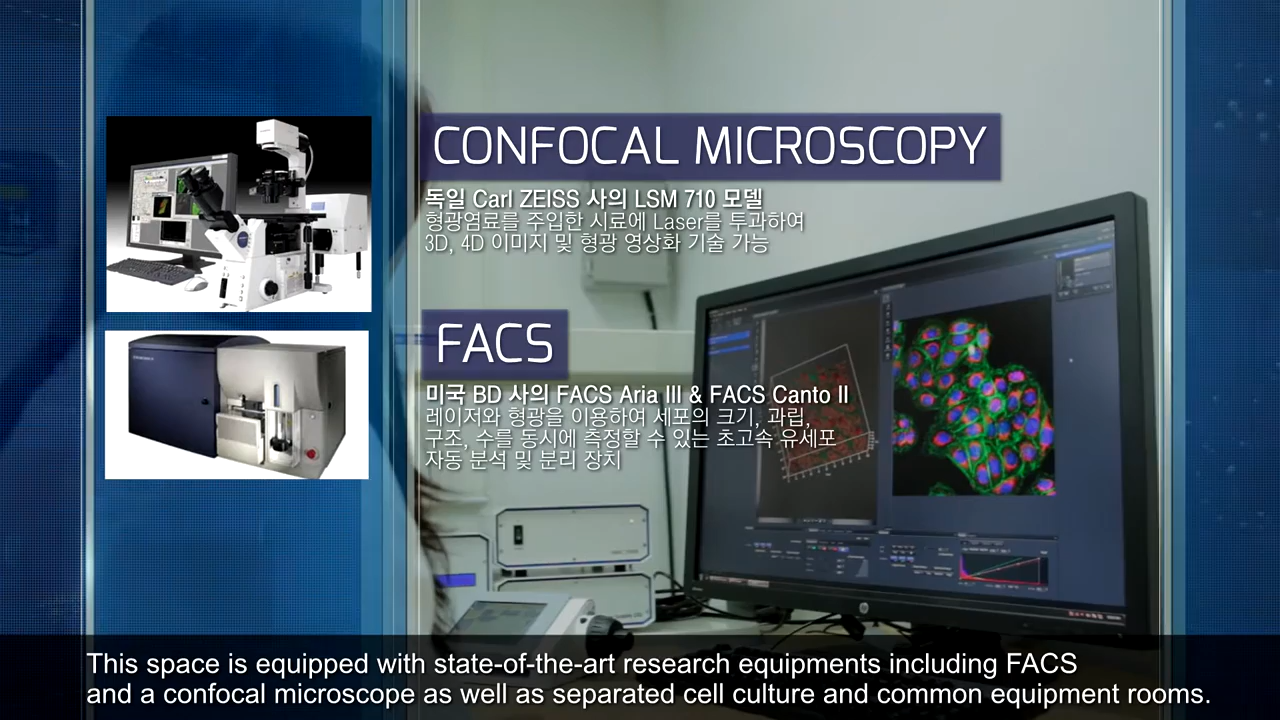 CONFOCAL MICROSCOPY
독일 Carl ZEISS 사의 LSM 710 모델
형광염료를 주입한 시료에 Laser를 투과하여
3D, 4D 이미지 및 형광 영상화 기술 가능
FACS
미국 BD 사의 FACS Aria III & FACS Canto II
레이저와 형광을 이용하여 세포의 크기, 과립,
구조, 수를 동시에 측정할 수 있는 초고속 유세포
자동 분석 및 분리 장치
This space is equipped with state-of-the-art research equipments including FACS
and a confocal microscope as well as separated cell culture and common equipment rooms.